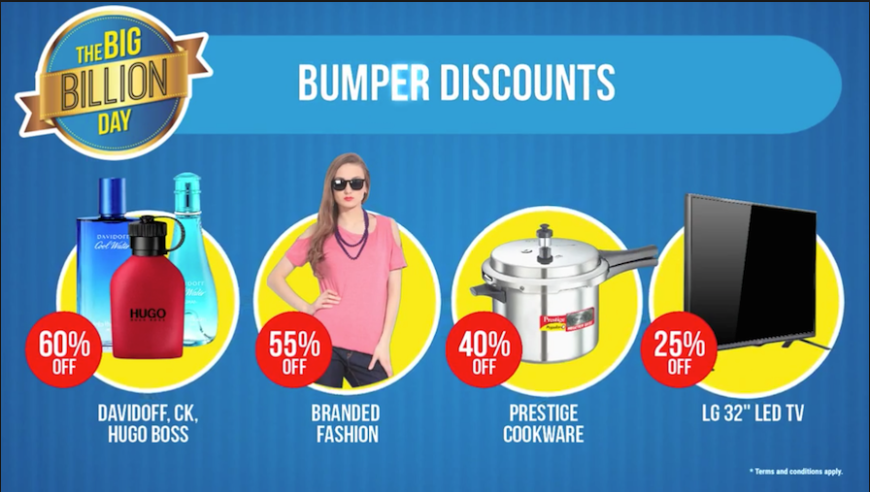 THE BIG
BILLION
DAY
BUMPER DISCOUNTS
DAVIDOFF
Cool Water
HUGO
60%
OFF
55%
OFF
Prestige
40%
OFF
25%
OFF
DAVIDOFF, CK,
HUGO BOSS
BRANDED
FASHION
PRESTIGE
COOKWARE
LG 32" LED TV
* Terms and conditions apply.